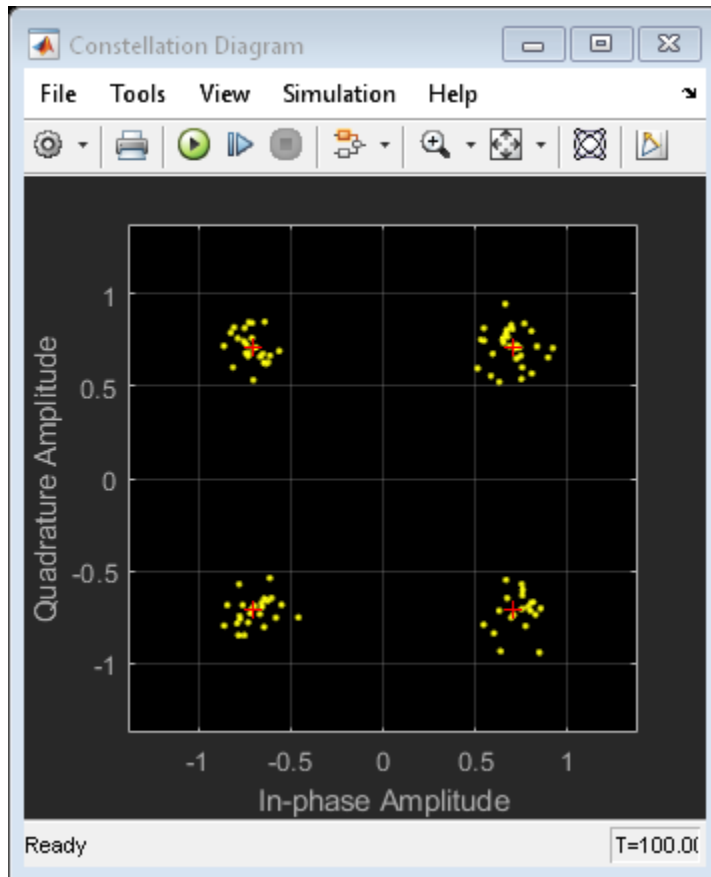 Constellation Diagram
File Tools View Simulation Help
Quadrature Amplitude
1
0.5
0
-0.5
-1
-1 -0.5 0 0.5 1
In-phase Amplitude
Ready T=100.00